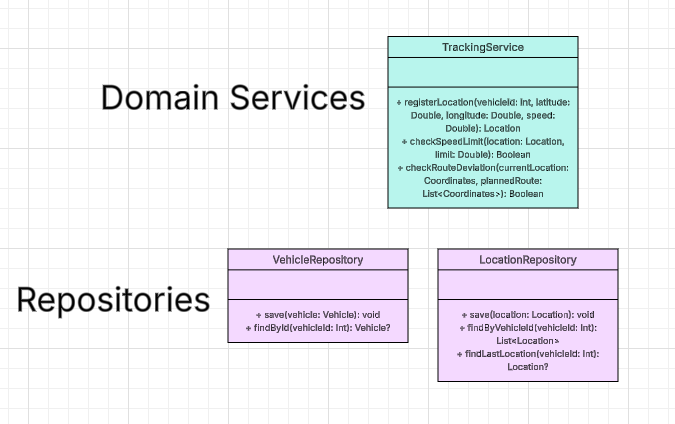 TrackingService
Domain Services
+ registerLocation(vehicleId: Int, latitude:
Double, longitude: Double, speed:
Double): Location
+ checkSpeedLimit(location: Location,
limit: Double): Boolean
+ checkRouteDeviation(currentLocation:
Coordinates, plannedRoute:
List<Coordinates>): Boolean
Repositories
VehicleRepository
+ save(vehicle: Vehicle): void
+ findById(vehicleId: Int): Vehicle?
LocationRepository
+ save(location: Location): void
+ findByVehicleId(vehicleId: Int):
List<Location>
+ findLastLocation(vehicleId: Int):
Location?